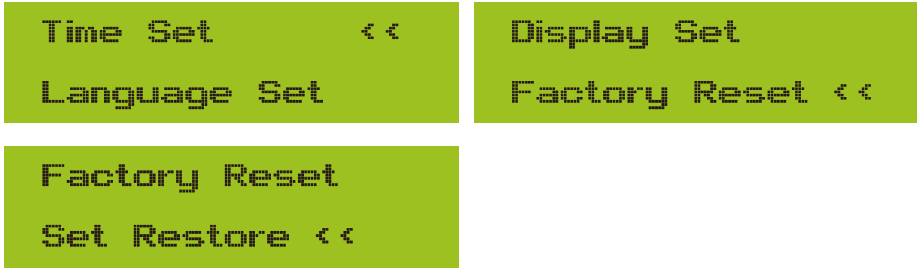 Time Set <<
Language Set
Display Set
Factory Reset <<
Factory Reset
Set Restore <<